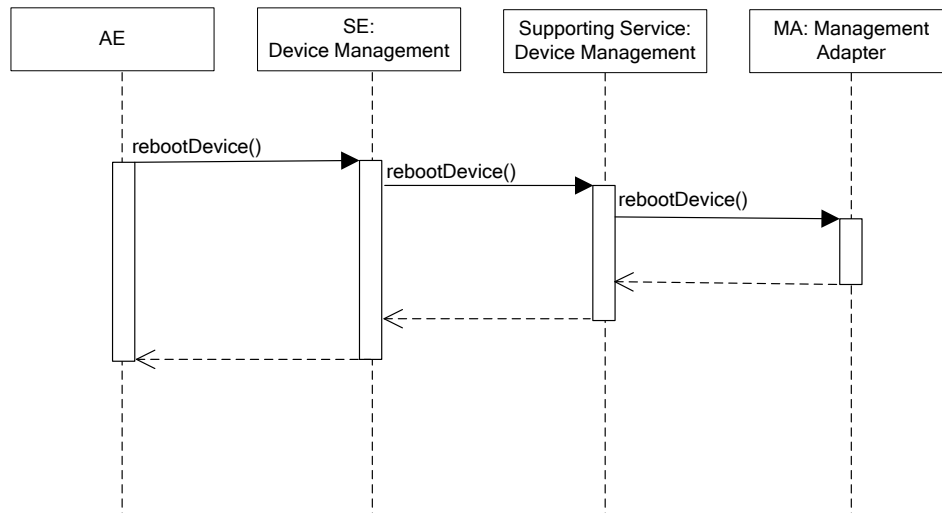 AE
SE:
Device Management
Supporting Service:
Device Management
MA: Management
Adapter
rebootDevice()
rebootDevice()
rebootDevice()